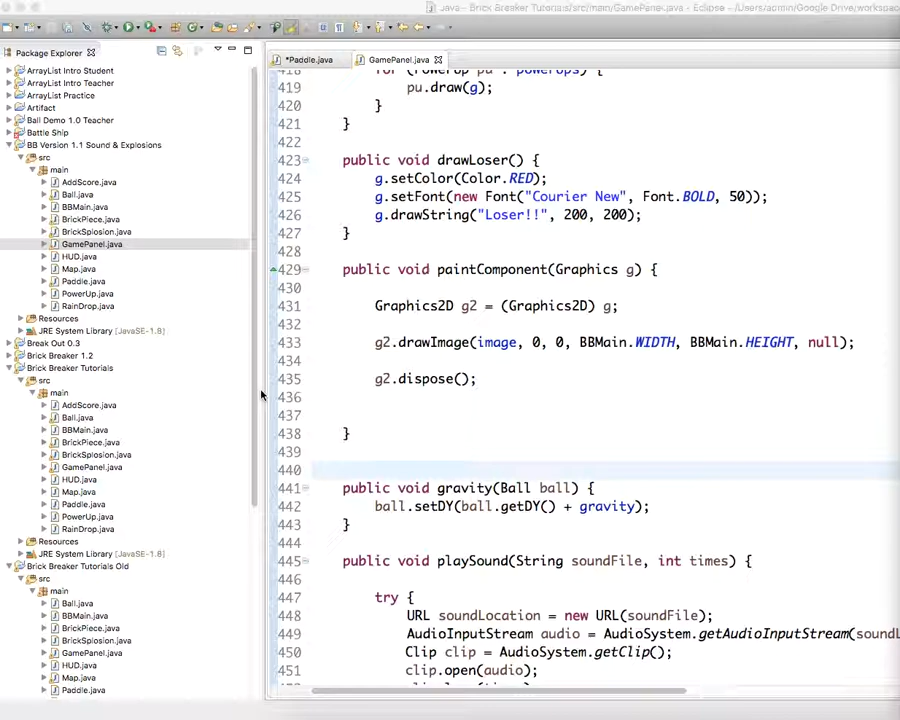 Java - Brick Breaker Tutorials/src/main/GamePanel.java - Eclipse - /Users/admin/Google Drive/workspac
Package Explorer
ArrayList Intro Student
ArrayList Intro Teacher
ArrayList Practice
Artifact
Ball Demo 1.0 Teacher
Battle Ship
BB Version 1.1 Sound & Explosions
src
main
AddScore.java
Ball.java
BBMain.java
BrickPiece.java
BrickSplosion.java
GamePanel.java
HUD.java
Map.java
Paddle.java
PowerUp.java
RainDrop.java
Resources
JRE System Library [JavaSE-1.8]
Break Out 0.3
Brick Breaker 1.2
Brick Breaker Tutorials
src
main
AddScore.java
Ball.java
BBMain.java
BrickPiece.java
BrickSplosion.java
GamePanel.java
HUD.java
Map.java
Paddle.java
PowerUp.java
RainDrop.java
Resources
JRE System Library [JavaSE-1.8]
Brick Breaker Tutorials Old
src
main
Ball.java
BBMain.java
BrickPiece.java
BrickSplosion.java
GamePanel.java
HUD.java
Map.java
Paddle.java
*Paddle.java
GamePanel.java
418 for (PowerUp pu : powerUps) {
419 pu.draw(g);
420 }
421 }
422
423 public void drawLoser() {
424 g.setColor(Color.RED);
425 g.setFont(new Font("Courier New", Font.BOLD, 50));
426 g.drawString("Loser!!", 200, 200);
427 }
428
429 public void paintComponent(Graphics g) {
430
431 Graphics2D g2 = (Graphics2D) g;
432
433 g2.drawImage(image, 0, 0, BBMain.WIDTH, BBMain.HEIGHT, null);
434
435 g2.dispose();
436
437
438 }
439
440
441 public void gravity(Ball ball) {
442 ball.setDY(ball.getDY() + gravity);
443 }
444
445 public void playSound(String soundFile, int times) {
446
447 try {
448 URL soundLocation = new URL(soundFile);
449 AudioInputStream audio = AudioSystem.getAudioInputStream(soundL
450 Clip clip = AudioSystem.getClip();
451 clip.open(audio);